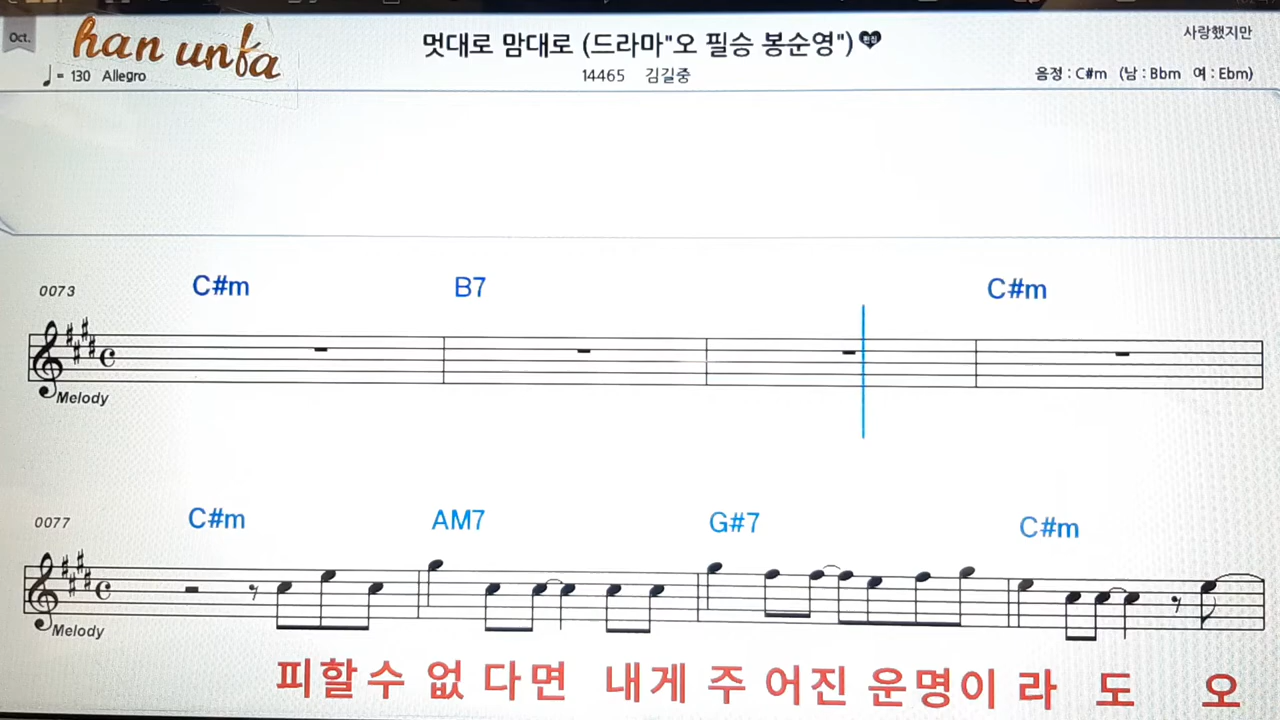 Oct.
han unfa
멋대로 맘대로 (드라마"오 필승 봉순영")
사랑했지만
= 130 Allegro
14465 김길중
음정 : C#m (남 : Bbm 여 : Ebm)
0073
C#m B7 C#m
Melody
0077
C#m AM7 G#7 C#m
Melody
피할수 없 다면 내게 주 어진 운명이 라 도 오